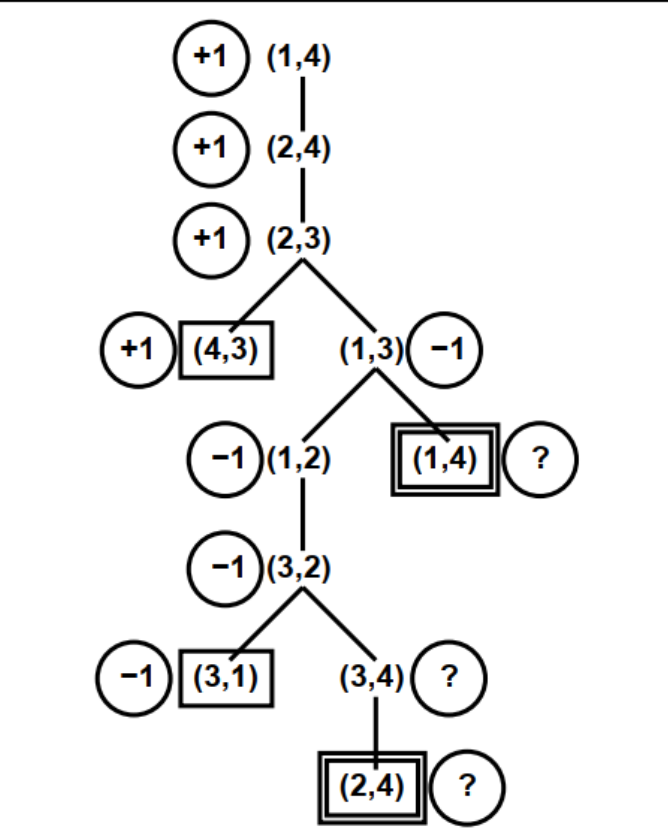 +1 (1,4)
+1 (2,4)
+1 (2,3)
+1 (4,3) (1,3) −1
−1 (1,2) (1,4) ?
−1 (3,2)
−1 (3,1) (3,4) ?
(2,4) ?